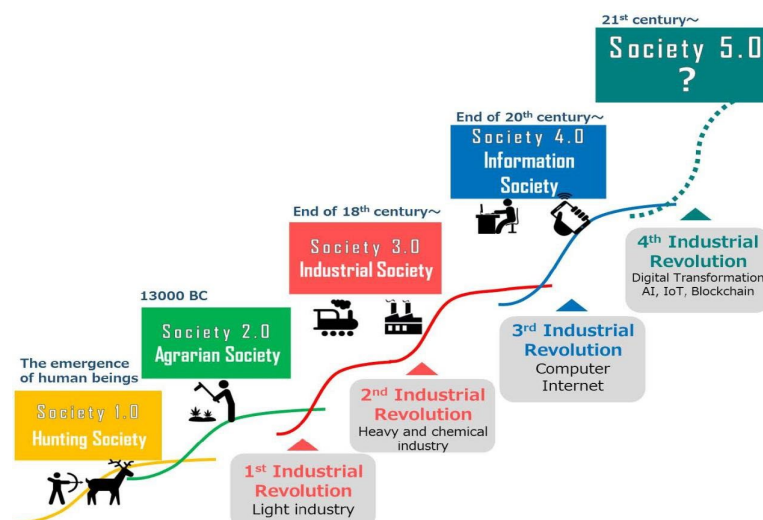 The emergence
of human beings
Society 1.0
Hunting Society
13000 BC
Society 2.0
Agrarian Society
End of 18th century～
Society 3.0
Industrial Society
End of 20th century～
Society 4.0
Information
Society
21st century～
Society 5.0
?
1st Industrial
Revolution
Light industry
2nd Industrial
Revolution
Heavy and chemical
industry
3rd Industrial
Revolution
Computer
Internet
4th Industrial
Revolution
Digital Transformation
AI, IoT, Blockchain